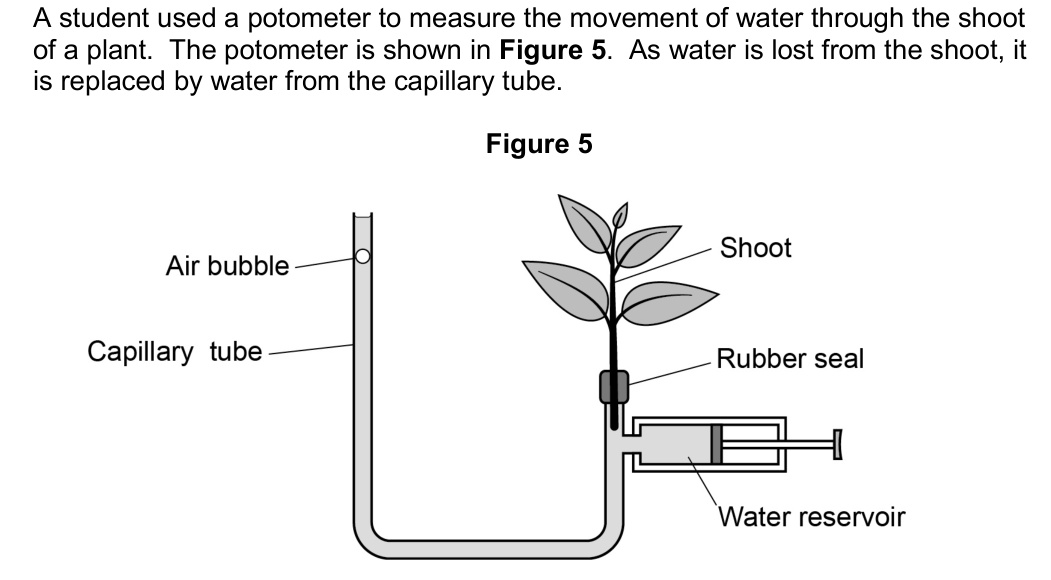 A student used a potometer to measure the movement of water through the shoot
of a plant.  The potometer is shown in Figure 5.  As water is lost from the shoot, it
is replaced by water from the capillary tube.
Figure 5
Air bubble
Shoot
Capillary tube
Rubber seal
Water reservoir